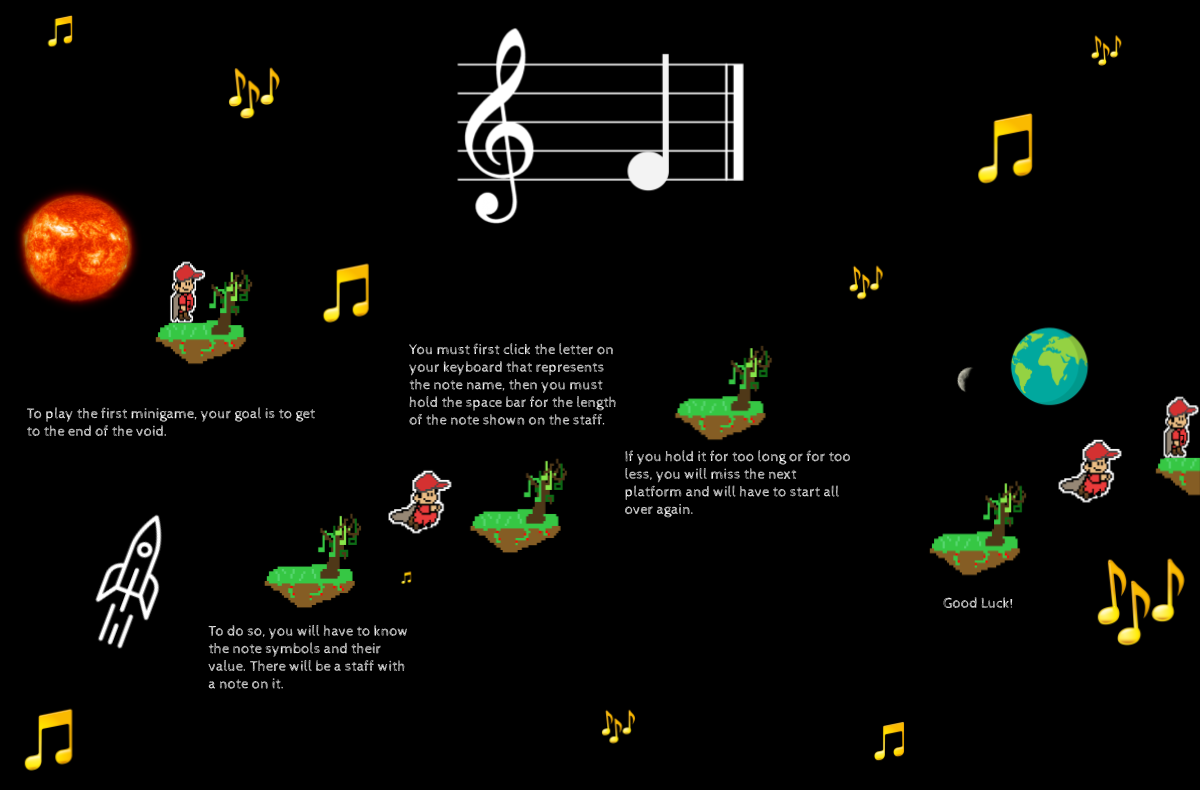 To play the first minigame, your goal is to get
to the end of the void.
To do so, you will have to know
the note symbols and their
value. There will be a staff with
a note on it.
You must first click the letter on
your keyboard that represents
the note name, then you must
hold the space bar for the length
of the note shown on the staff.
If you hold it for too long or for too
less, you will miss the next
platform and will have to start all
over again.
Good Luck!